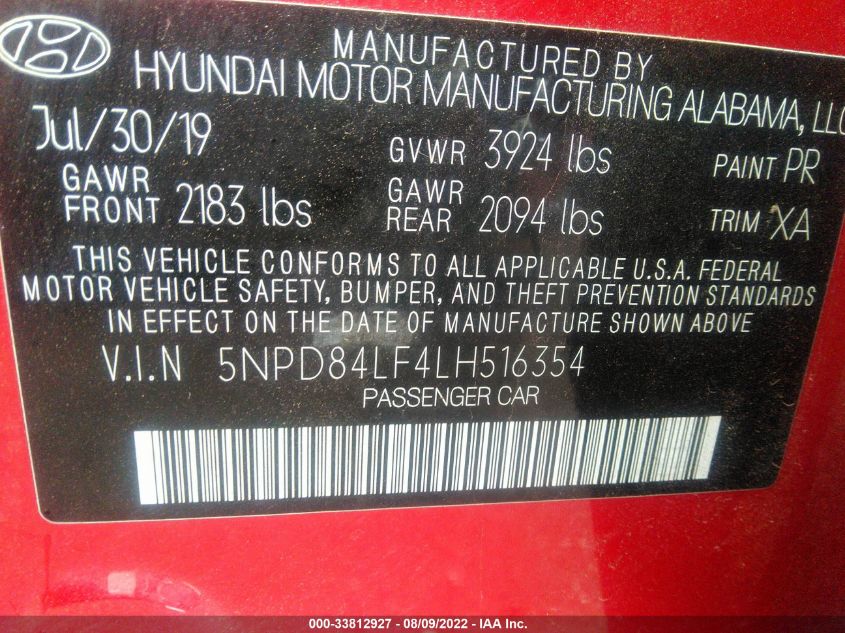 MANUFACTURED BY
HYUNDAI MOTOR MANUFACTURING ALABAMA, LLC
Jul/30/19 GVWR 3924 lbs PAINT PR
GAWR FRONT 2183 lbs GAWR REAR 2094 lbs TRIM XA
THIS VEHICLE CONFORMS TO ALL APPLICABLE U.S.A. FEDERAL
MOTOR VEHICLE SAFETY, BUMPER, AND THEFT PREVENTION STANDARDS
IN EFFECT ON THE DATE OF MANUFACTURE SHOWN ABOVE
V.I.N 5NPD84LF4LH516354
PASSENGER CAR
000-33812927 - 08/09/2022 - IAA Inc.